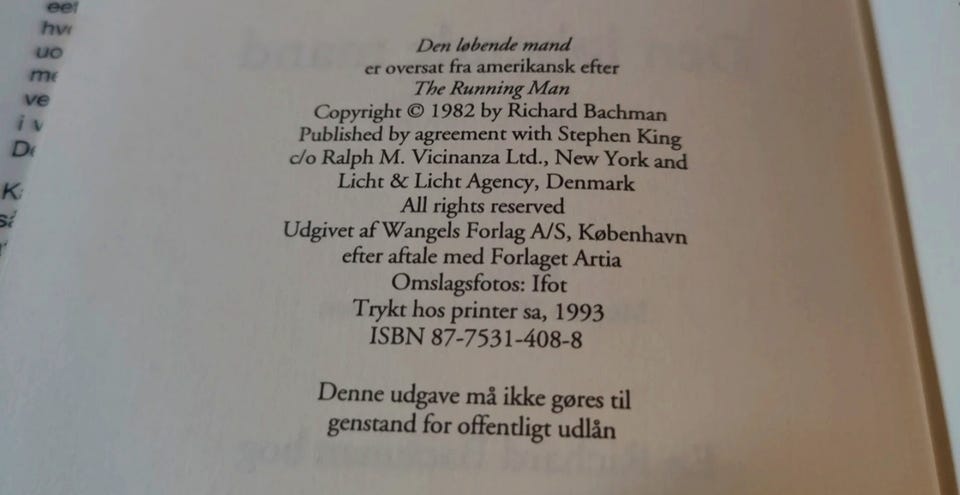 Den løbende mand
er oversat fra amerikansk efter
The Running Man
Copyright © 1982 by Richard Bachman
Published by agreement with Stephen King
c/o Ralph M. Vicinanza Ltd., New York and
Licht & Licht Agency, Denmark
All rights reserved
Udgivet af Wangels Forlag A/S, København
efter aftale med Forlaget Artia
Omslagsfotos: Ifot
Trykt hos printer sa, 1993
ISBN 87-7531-408-8
Denne udgave må ikke gøres til
genstand for offentligt udlån